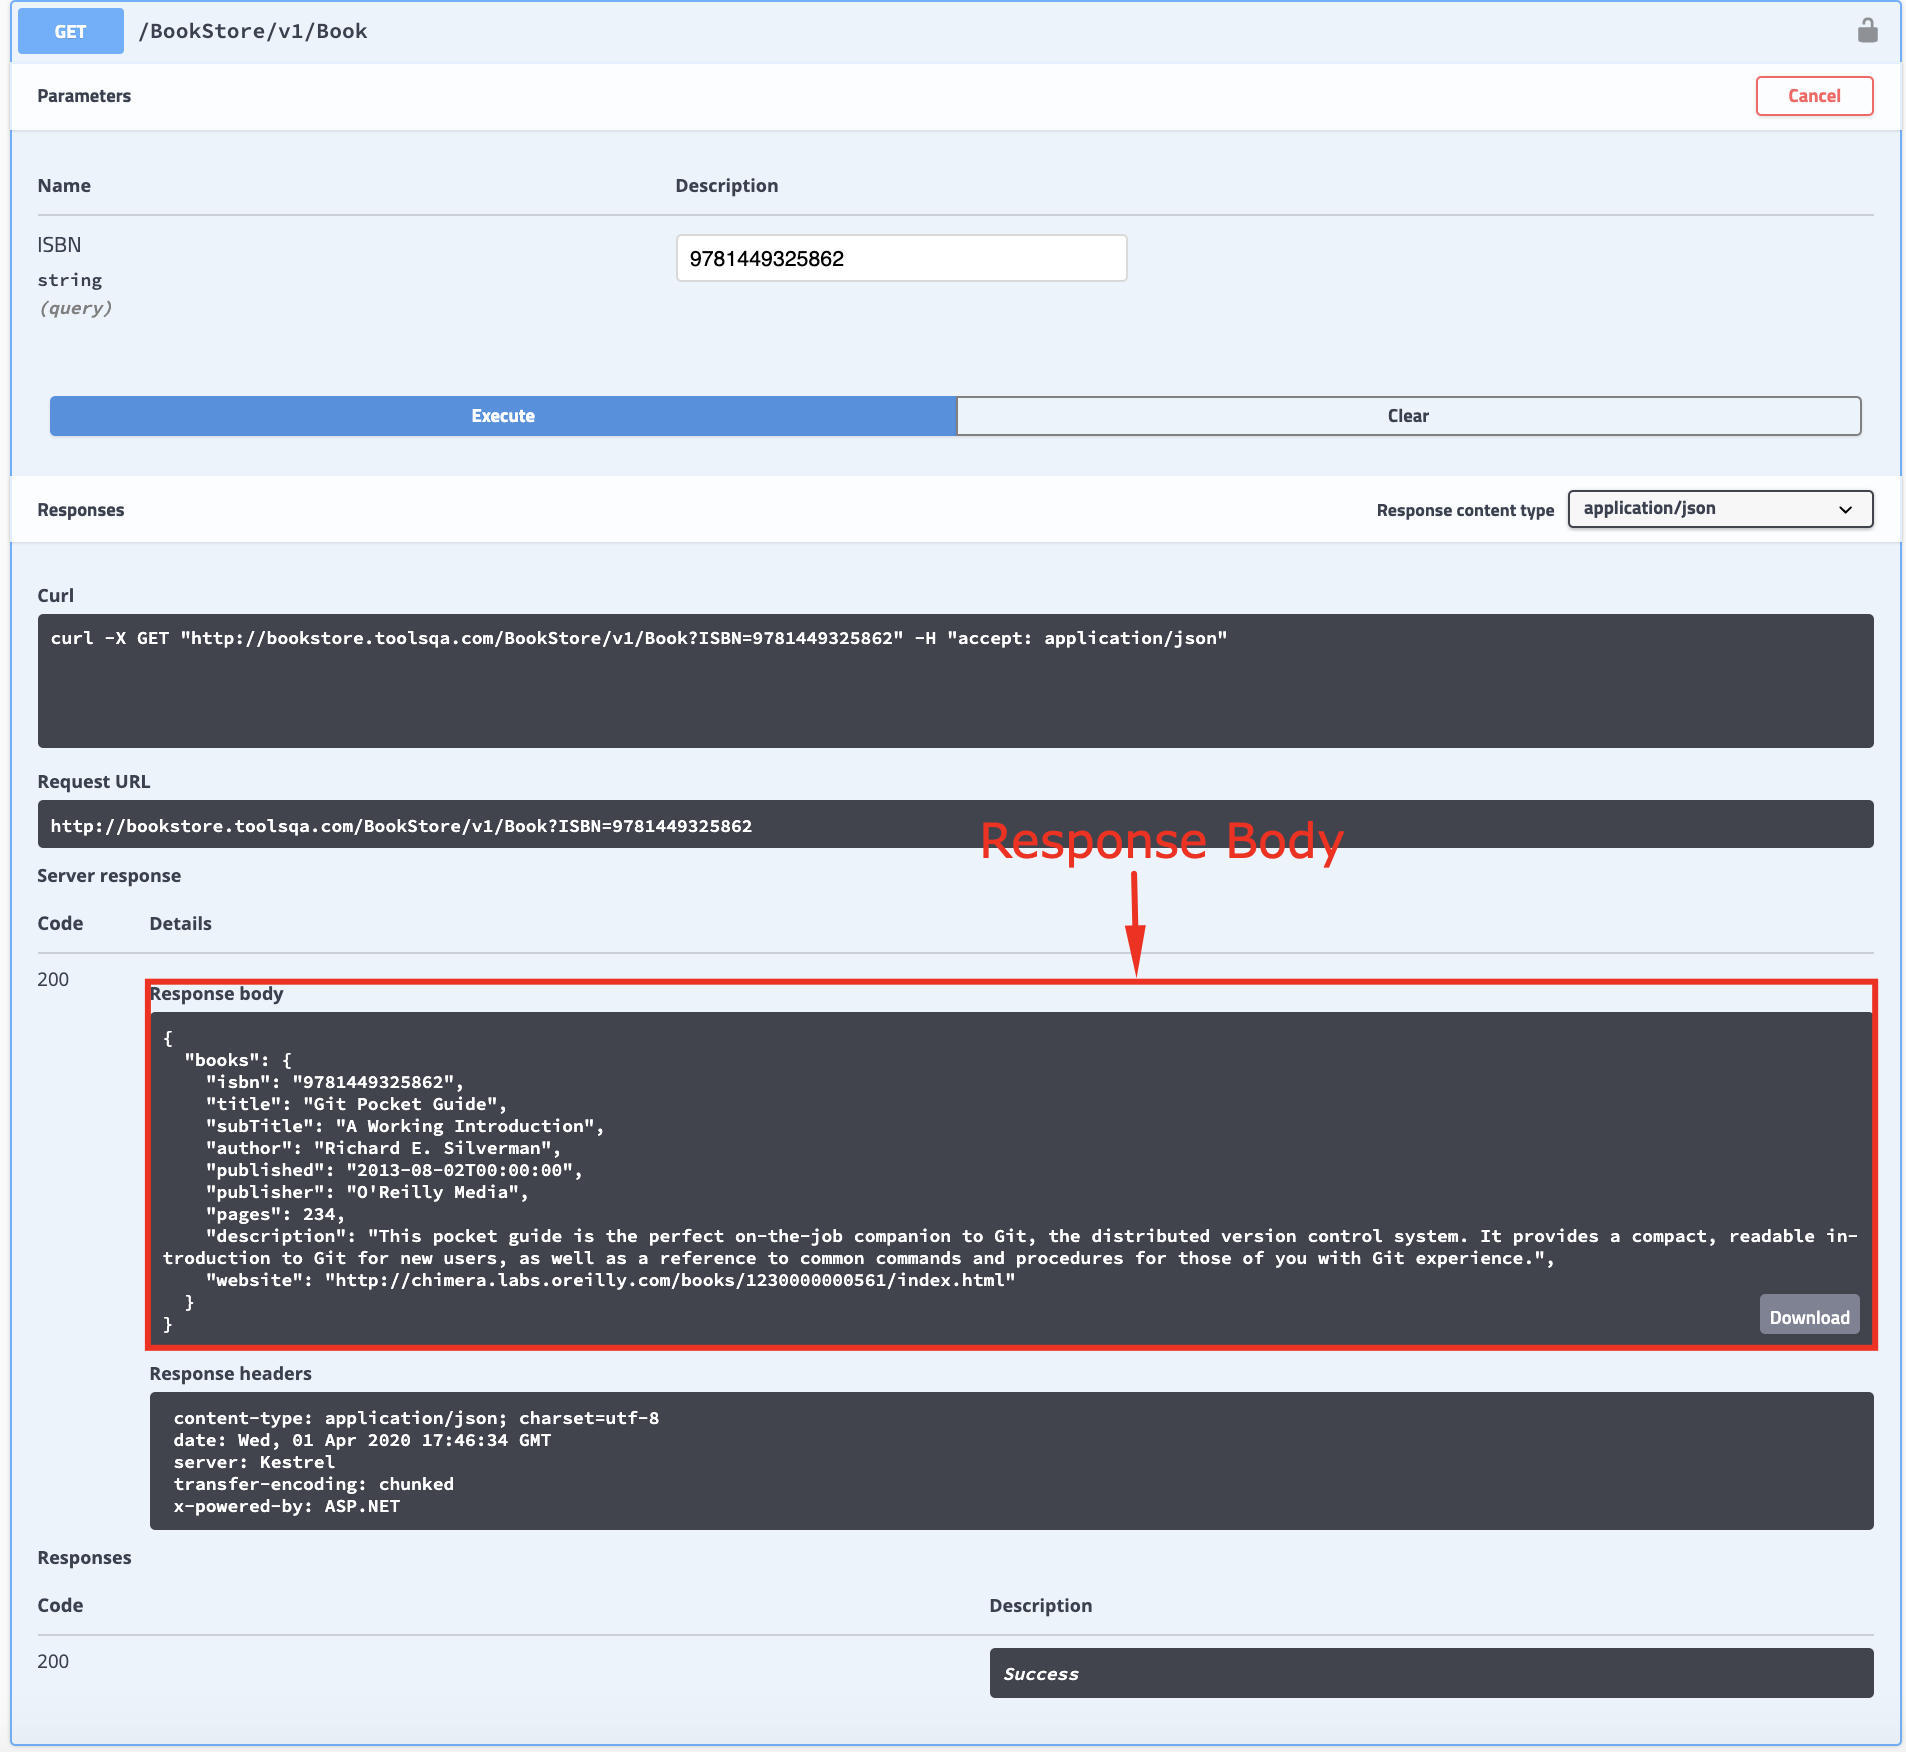 GET /BookStore/v1/Book
Parameters Cancel
Name Description
ISBN 9781449325862
string
(query)
Execute Clear
Responses Response content type application/json
Curl
curl -X GET "http://bookstore.toolsqa.com/BookStore/v1/Book?ISBN=9781449325862" -H "accept: application/json"
Request URL
http://bookstore.toolsqa.com/BookStore/v1/Book?ISBN=9781449325862
Response Body
Server response
Code Details
200
Response body
{
  "books": {
    "isbn": "9781449325862",
    "title": "Git Pocket Guide",
    "subTitle": "A Working Introduction",
    "author": "Richard E. Silverman",
    "published": "2013-08-02T00:00:00",
    "publisher": "O'Reilly Media",
    "pages": 234,
    "description": "This pocket guide is the perfect on-the-job companion to Git, the distributed version control system. It provides a compact, readable in-
troduction to Git for new users, as well as a reference to common commands and procedures for those of you with Git experience.",
    "website": "http://chimera.labs.oreilly.com/books/1230000000561/index.html"
  }
}
Download
Response headers
content-type: application/json; charset=utf-8
date: Wed, 01 Apr 2020 17:46:34 GMT
server: Kestrel
transfer-encoding: chunked
x-powered-by: ASP.NET
Responses
Code Description
200 Success